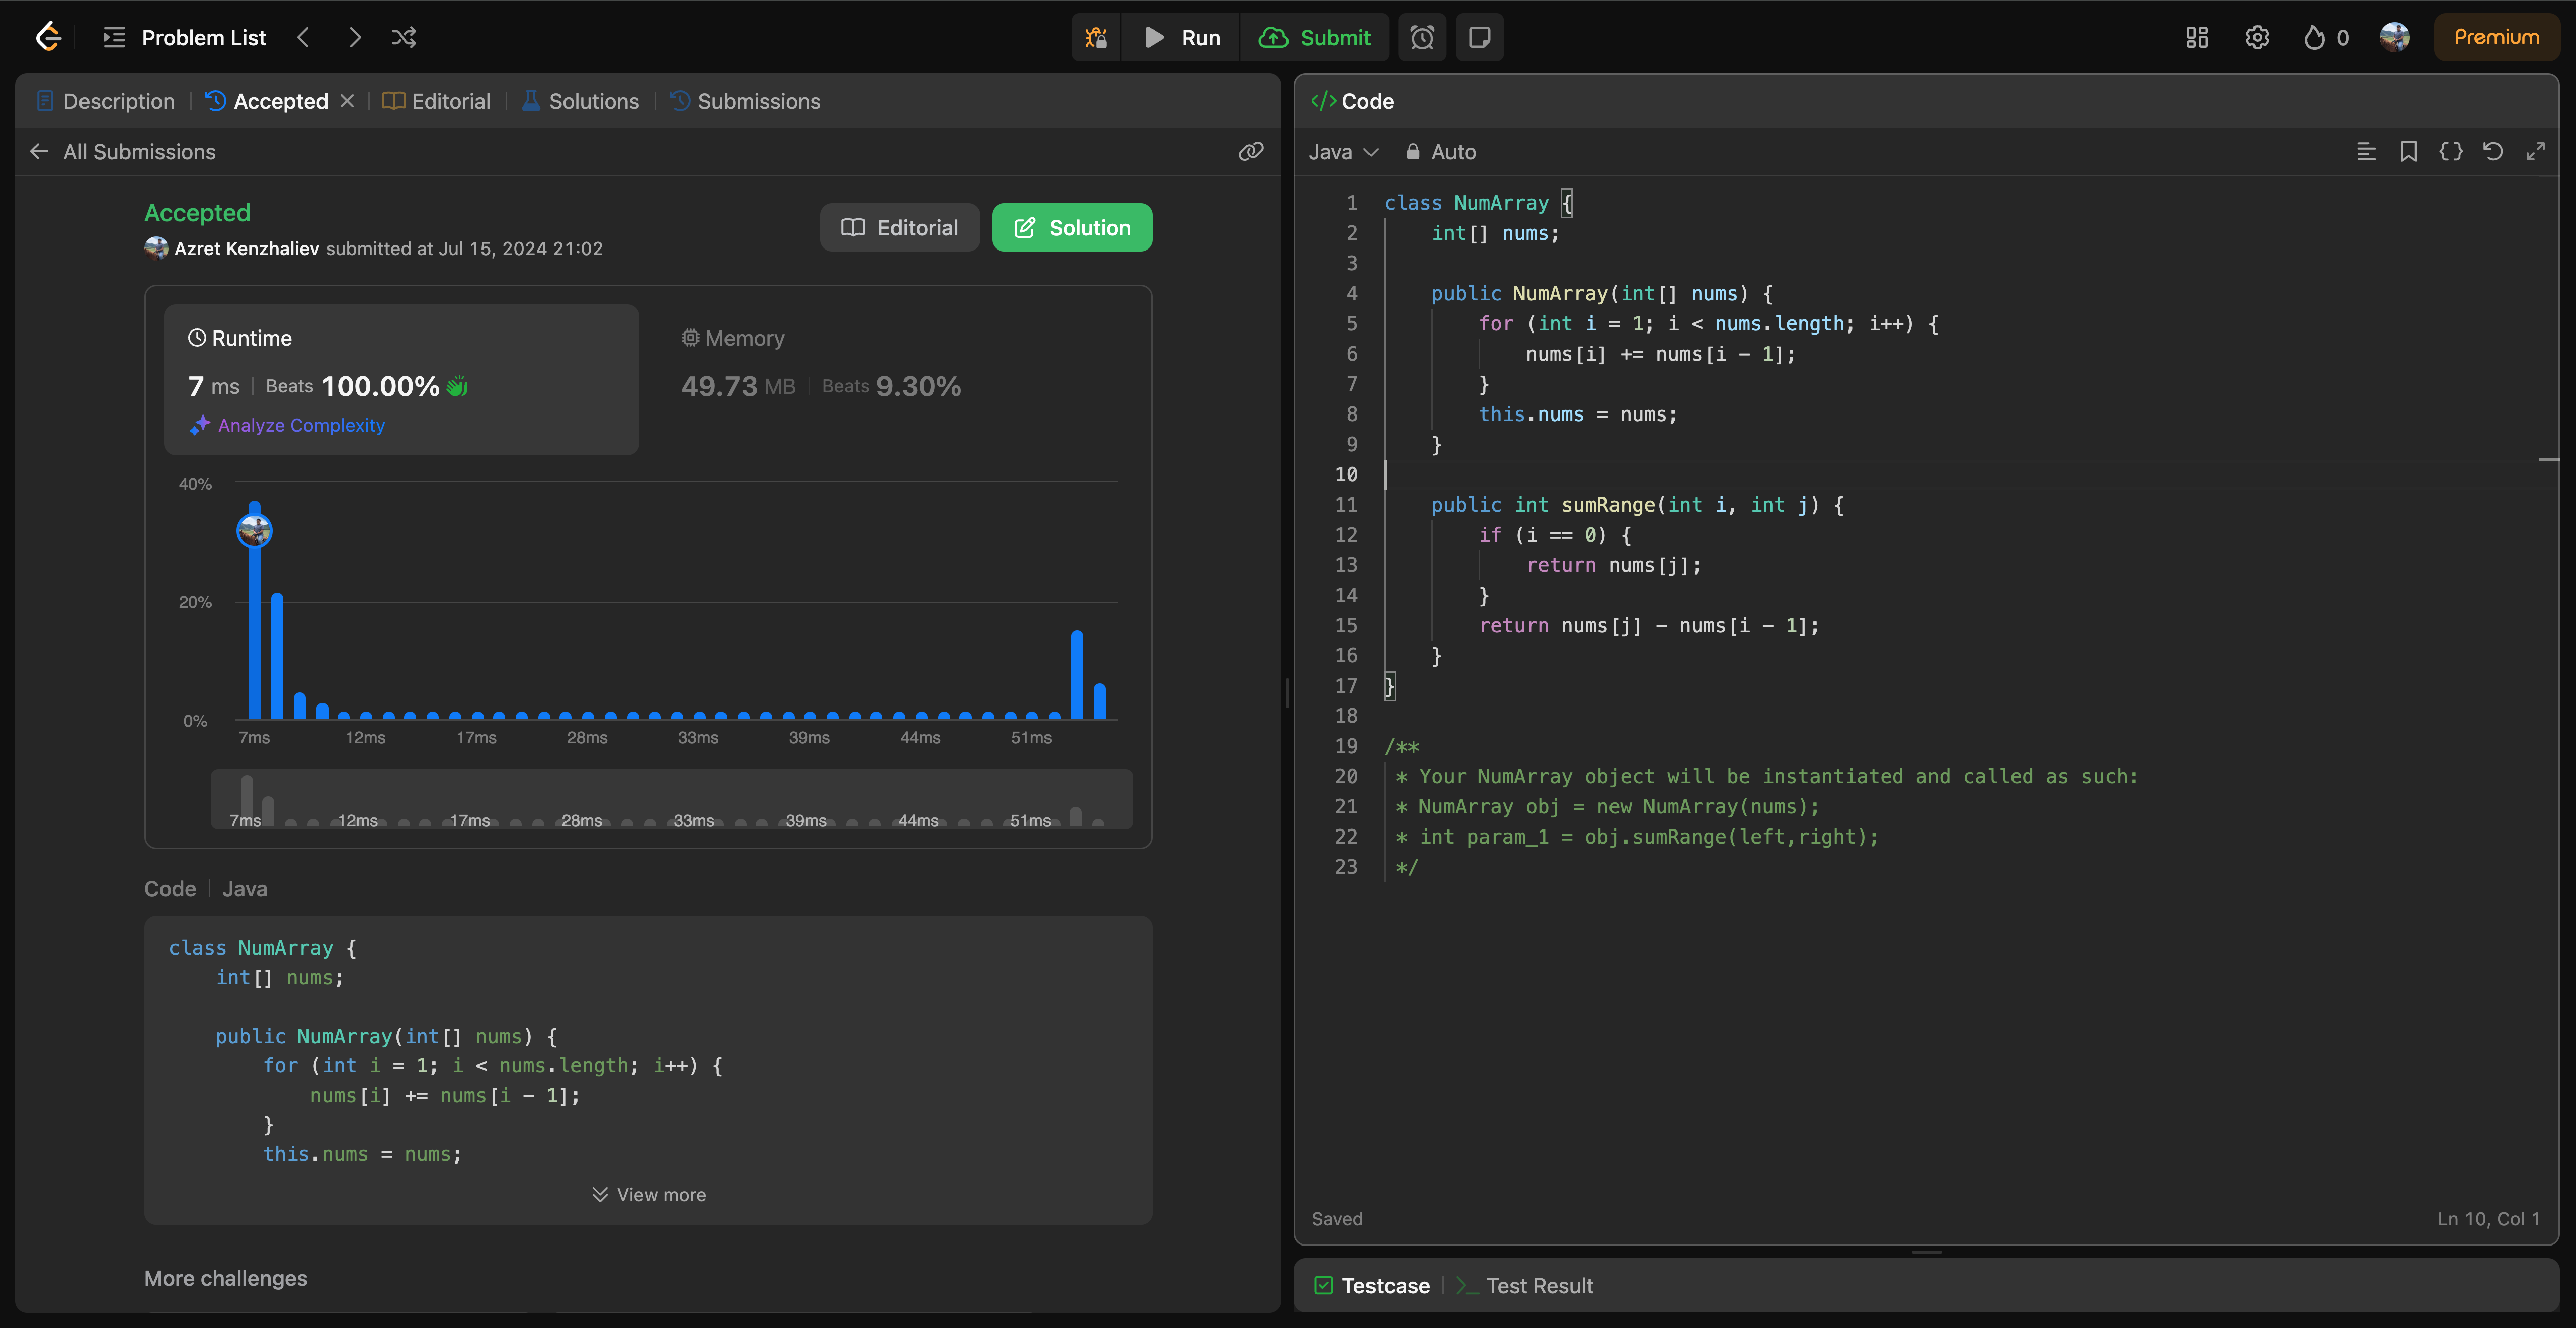 Problem List
Run
Submit
0
Premium
Description
Accepted
Editorial
Solutions
Submissions
All Submissions
Accepted
Azret Kenzhaliev submitted at Jul 15, 2024 21:02
Editorial
Solution
Runtime
7 ms | Beats 100.00%
Analyze Complexity
Memory
49.73 MB | Beats 9.30%
40%
20%
0%
7ms 12ms 17ms 28ms 33ms 39ms 44ms 51ms
7ms 12ms 17ms 28ms 33ms 39ms 44ms 51ms
Code | Java
class NumArray {
    int[] nums;
    public NumArray(int[] nums) {
        for (int i = 1; i < nums.length; i++) {
            nums[i] += nums[i - 1];
        }
        this.nums = nums;
View more
More challenges
</> Code
Java
Auto
1 class NumArray {
2     int[] nums;
3
4     public NumArray(int[] nums) {
5         for (int i = 1; i < nums.length; i++) {
6             nums[i] += nums[i - 1];
7         }
8         this.nums = nums;
9     }
10
11     public int sumRange(int i, int j) {
12         if (i == 0) {
13             return nums[j];
14         }
15         return nums[j] - nums[i - 1];
16     }
17 }
18
19 /**
20  * Your NumArray object will be instantiated and called as such:
21  * NumArray obj = new NumArray(nums);
22  * int param_1 = obj.sumRange(left,right);
23  */
Saved
Ln 10, Col 1
Testcase
Test Result